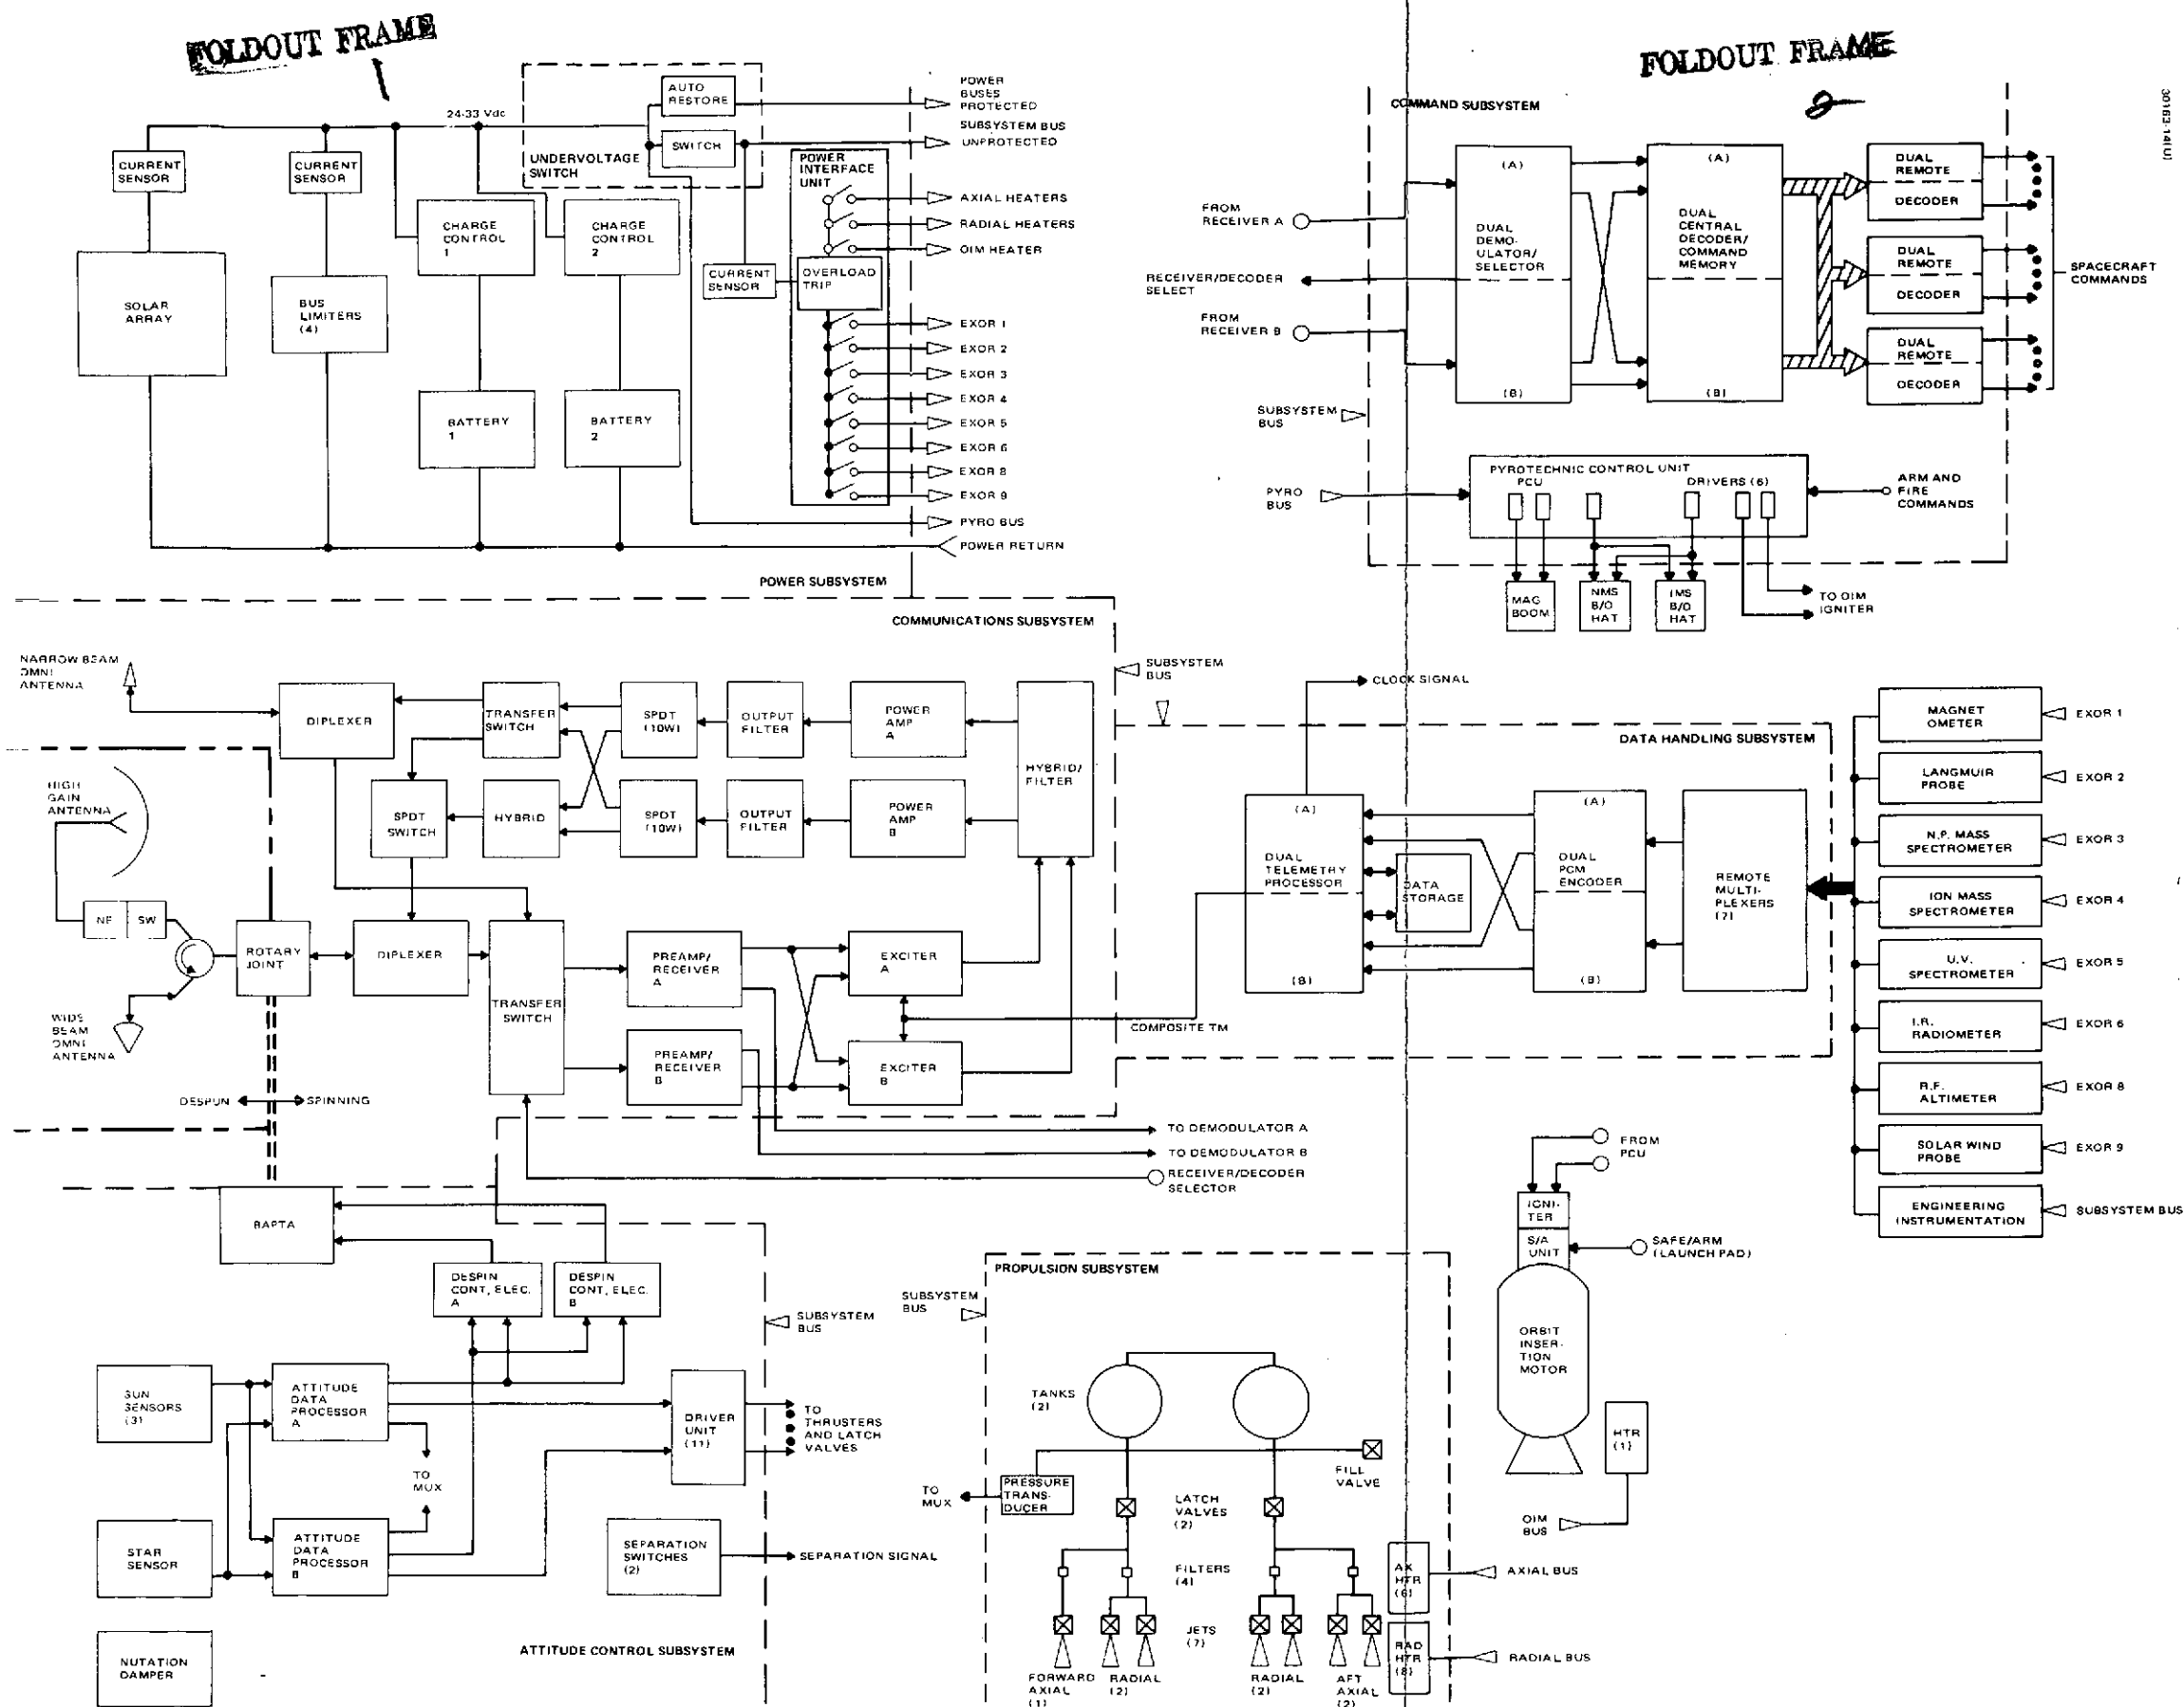 FOLDOUT FRAME
1
FOLDOUT FRAME
2
30163-14(U)
24-33 Vdc
AUTO
RESTORE
SWITCH
UNDERVOLTAGE
SWITCH
POWER
BUSES
PROTECTED
SUBSYSTEM BUS
UNPROTECTED
CURRENT
SENSOR
CURRENT
SENSOR
SOLAR
ARRAY
BUS
LIMITERS
(4)
CHARGE
CONTROL
1
CHARGE
CONTROL
2
BATTERY
1
BATTERY
2
POWER
INTERFACE
UNIT
CURRENT
SENSOR
OVERLOAD
TRIP
AXIAL HEATERS
RADIAL HEATERS
OIM HEATER
EXOR 1
EXOR 2
EXOR 3
EXOR 4
EXOR 5
EXOR 6
EXOR 8
EXOR 9
PYRO BUS
POWER RETURN
POWER SUBSYSTEM
COMMAND SUBSYSTEM
FROM
RECEIVER A
RECEIVER/DECODER
SELECT
FROM
RECEIVER B
SUBSYSTEM
BUS
(A)
DUAL
DEMO-
ULATOR/
SELECTOR
(B)
(A)
DUAL
CENTRAL
DECODER/
COMMAND
MEMORY
(B)
DUAL
REMOTE
DECODER
DUAL
REMOTE
DECODER
DUAL
REMOTE
DECODER
SPACECRAFT
COMMANDS
PYRO
BUS
PYROTECHNIC CONTROL UNIT
PCU
DRIVERS (6)
ARM AND
FIRE
COMMANDS
MAG
BOOM
NMS
B/O
HAT
IMS
B/O
HAT
TO OIM
IGNITER
COMMUNICATIONS SUBSYSTEM
NARROW BEAM
OMNI
ANTENNA
DIPLEXER
TRANSFER
SWITCH
SPDT
(10W)
OUTPUT
FILTER
POWER
AMP
A
HYBRID/
FILTER
SUBSYSTEM
BUS
HIGH
GAIN
ANTENNA
SPDT
SWITCH
HYBRID
SPDT
(10W)
OUTPUT
FILTER
POWER
AMP
B
NF
SW
ROTARY
JOINT
DIPLEXER
TRANSFER
SWITCH
PREAMP/
RECEIVER
A
EXCITER
A
PREAMP/
RECEIVER
B
EXCITER
B
WIDE
BEAM
OMNI
ANTENNA
DESPUN
SPINNING
COMPOSITE TM
TO DEMODULATOR A
TO DEMODULATOR B
RECEIVER/DECODER
SELECTOR
CLOCK SIGNAL
DATA HANDLING SUBSYSTEM
(A)
DUAL
TELEMETRY
PROCESSOR
(B)
DATA
STORAGE
(A)
DUAL
PCM
ENCODER
(B)
REMOTE
MULTI-
PLEXERS
(7)
MAGNET
OMETER
EXOR 1
LANGMUIR
PROBE
EXOR 2
N.P. MASS
SPECTROMETER
EXOR 3
ION MASS
SPECTROMETER
EXOR 4
U.V.
SPECTROMETER
EXOR 5
I.R.
RADIOMETER
EXOR 6
R.F.
ALTIMETER
EXOR 8
SOLAR WIND
PROBE
EXOR 9
ENGINEERING
INSTRUMENTATION
SUBSYSTEM BUS
BAPTA
DESPIN
CONT, ELEC.
A
DESPIN
CONT, ELEC.
B
SUBSYSTEM
BUS
SUN
SENSORS
(3)
ATTITUDE
DATA
PROCESSOR
A
TO
MUX
STAR
SENSOR
ATTITUDE
DATA
PROCESSOR
B
DRIVER
UNIT
(11)
TO
THRUSTERS
AND LATCH
VALVES
SEPARATION
SWITCHES
(2)
SEPARATION SIGNAL
NUTATION
DAMPER
ATTITUDE CONTROL SUBSYSTEM
PROPULSION SUBSYSTEM
SUBSYSTEM
BUS
TANKS
(2)
PRESSURE
TRANS-
DUCER
TO
MUX
FILL
VALVE
LATCH
VALVES
(2)
FILTERS
(4)
JETS
(7)
FORWARD
AXIAL
(1)
RADIAL
(2)
RADIAL
(2)
AFT
AXIAL
(2)
AX
HTR
(6)
AXIAL BUS
RAD
HTR
(8)
RADIAL BUS
FROM
PCU
IGNI-
TER
S/A
UNIT
SAFE/ARM
(LAUNCH PAD)
ORBIT
INSER-
TION
MOTOR
HTR
(1)
OIM
BUS